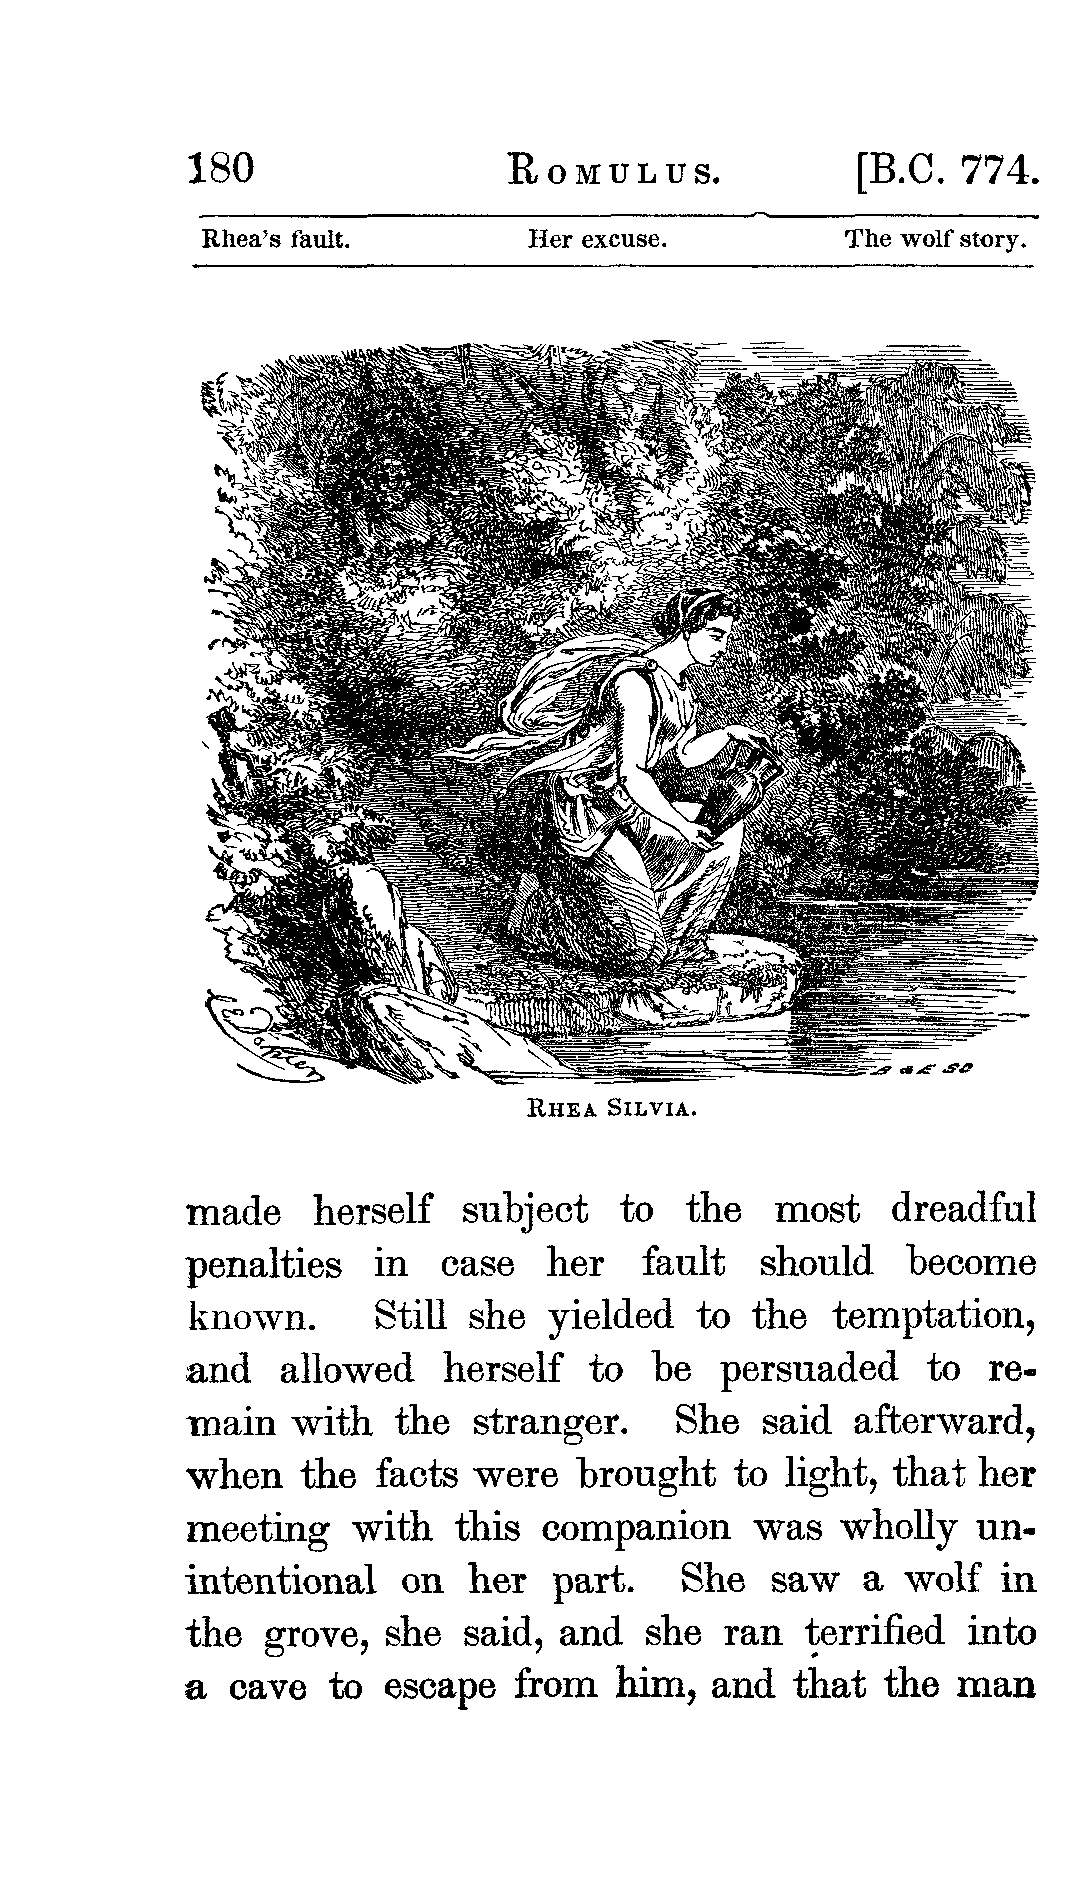 180 ROMULUS. [B.C. 774.
Rhea's fault. Her excuse. The wolf story.
RHEA SILVIA.
made herself subject to the most dreadful
penalties in case her fault should become
known. Still she yielded to the temptation,
and allowed herself to be persuaded to re-
main with the stranger. She said afterward,
when the facts were brought to light, that her
meeting with this companion was wholly un-
intentional on her part. She saw a wolf in
the grove, she said, and she ran terrified into
a cave to escape from him, and that the man